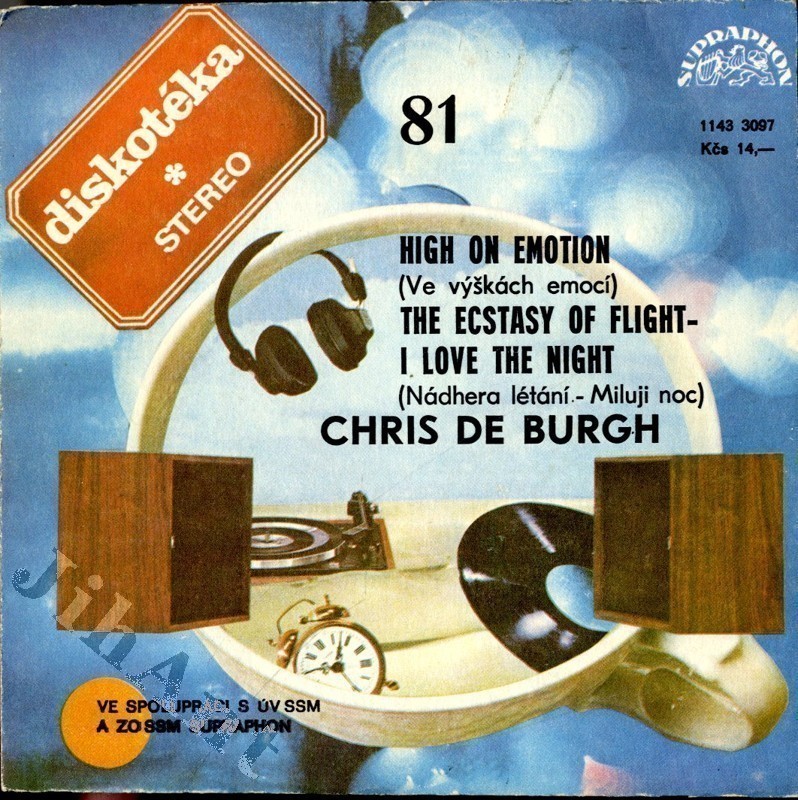 diskotéka
*
STEREO
81
SUPRAPHON
1143 3097
Kčs 14,—
HIGH ON EMOTION
(Ve výškách emocí)
THE ECSTASY OF FLIGHT-
I LOVE THE NIGHT
(Nádhera létání - Miluji noc)
CHRIS DE BURGH
VE SPOLUPRÁCI S ÚV SSM
A ZO SSM SUPRAPHON
JihArt